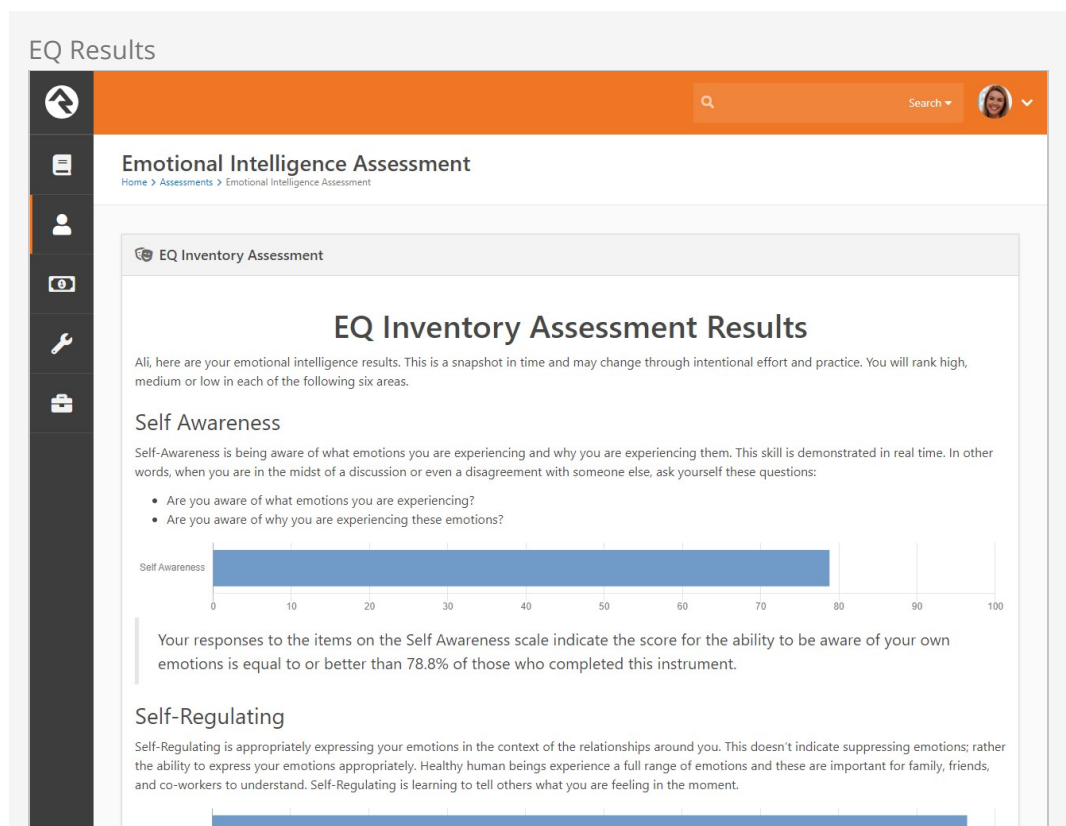 EQ Results
Search
Emotional Intelligence Assessment
Home > Assessments > Emotional Intelligence Assessment
EQ Inventory Assessment
EQ Inventory Assessment Results
Ali, here are your emotional intelligence results. This is a snapshot in time and may change through intentional effort and practice. You will rank high,
medium or low in each of the following six areas.
Self Awareness
Self-Awareness is being aware of what emotions you are experiencing and why you are experiencing them. This skill is demonstrated in real time. In other
words, when you are in the midst of a discussion or even a disagreement with someone else, ask yourself these questions:
• Are you aware of what emotions you are experiencing?
• Are you aware of why you are experiencing these emotions?
Self Awareness
0 10 20 30 40 50 60 70 80 90 100
Your responses to the items on the Self Awareness scale indicate the score for the ability to be aware of your own
emotions is equal to or better than 78.8% of those who completed this instrument.
Self-Regulating
Self-Regulating is appropriately expressing your emotions in the context of the relationships around you. This doesn't indicate suppressing emotions; rather
the ability to express your emotions appropriately. Healthy human beings experience a full range of emotions and these are important for family, friends,
and co-workers to understand. Self-Regulating is learning to tell others what you are feeling in the moment.